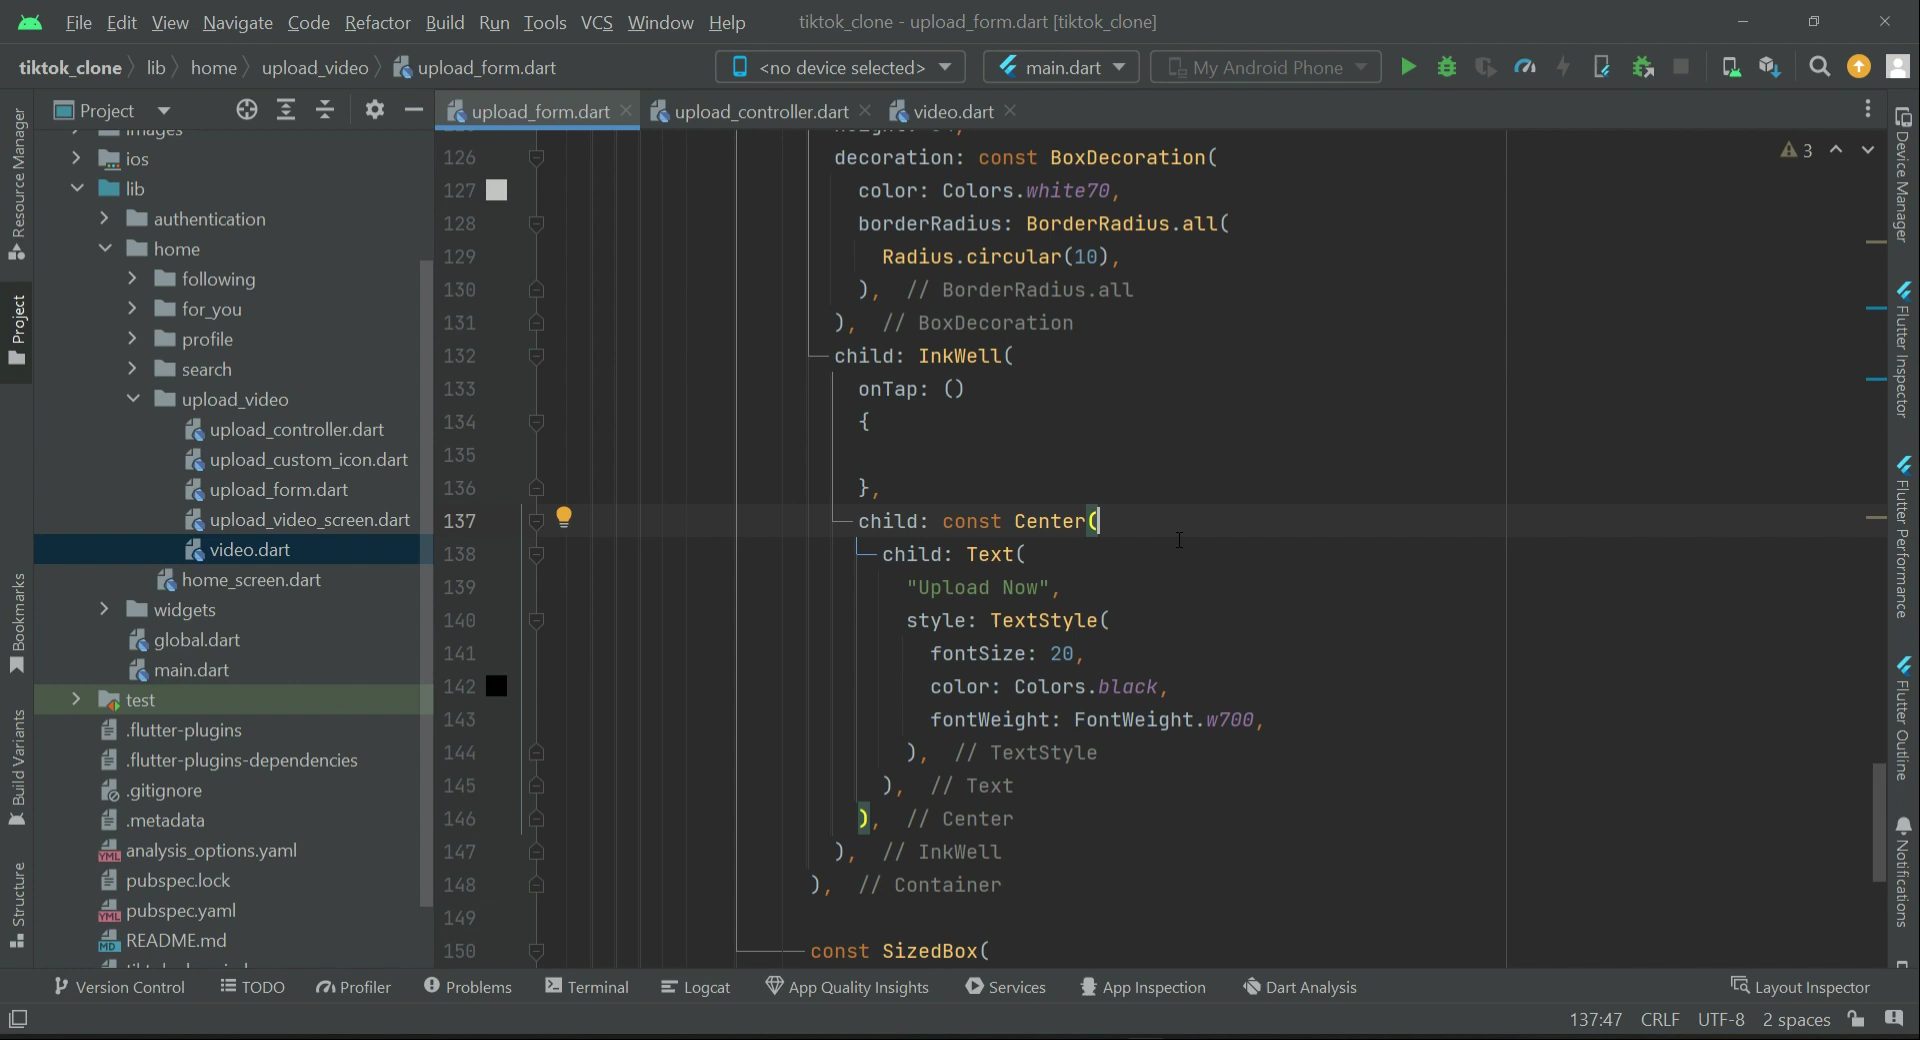 File Edit View Navigate Code Refactor Build Run Tools VCS Window Help tiktok_clone - upload_form.dart [tiktok_clone]
tiktok_clone lib home upload_video upload_form.dart <no device selected> main.dart My Android Phone
Project upload_form.dart upload_controller.dart video.dart
Resource Manager
Project
Bookmarks
Build Variants
Structure
images
ios
lib
authentication
home
following
for_you
profile
search
upload_video
upload_controller.dart
upload_custom_icon.dart
upload_form.dart
upload_video_screen.dart
video.dart
home_screen.dart
widgets
global.dart
main.dart
test
.flutter-plugins
.flutter-plugins-dependencies
.gitignore
.metadata
YML analysis_options.yaml
pubspec.lock
YML pubspec.yaml
MD README.md
126 decoration: const BoxDecoration(
127 color: Colors.white70,
128 borderRadius: BorderRadius.all(
129 Radius.circular(10),
130 ), // BorderRadius.all
131 ), // BoxDecoration
132 child: InkWell(
133 onTap: ()
134 {
135
136 },
137 child: const Center(
138 child: Text(
139 "Upload Now",
140 style: TextStyle(
141 fontSize: 20,
142 color: Colors.black,
143 fontWeight: FontWeight.w700,
144 ), // TextStyle
145 ), // Text
146 ), // Center
147 ), // InkWell
148 ), // Container
149
150 const SizedBox(
3
Device Manager
Flutter Inspector
Flutter Performance
Flutter Outline
Notifications
Version Control TODO Profiler Problems Terminal Logcat App Quality Insights Services App Inspection Dart Analysis Layout Inspector
137:47 CRLF UTF-8 2 spaces